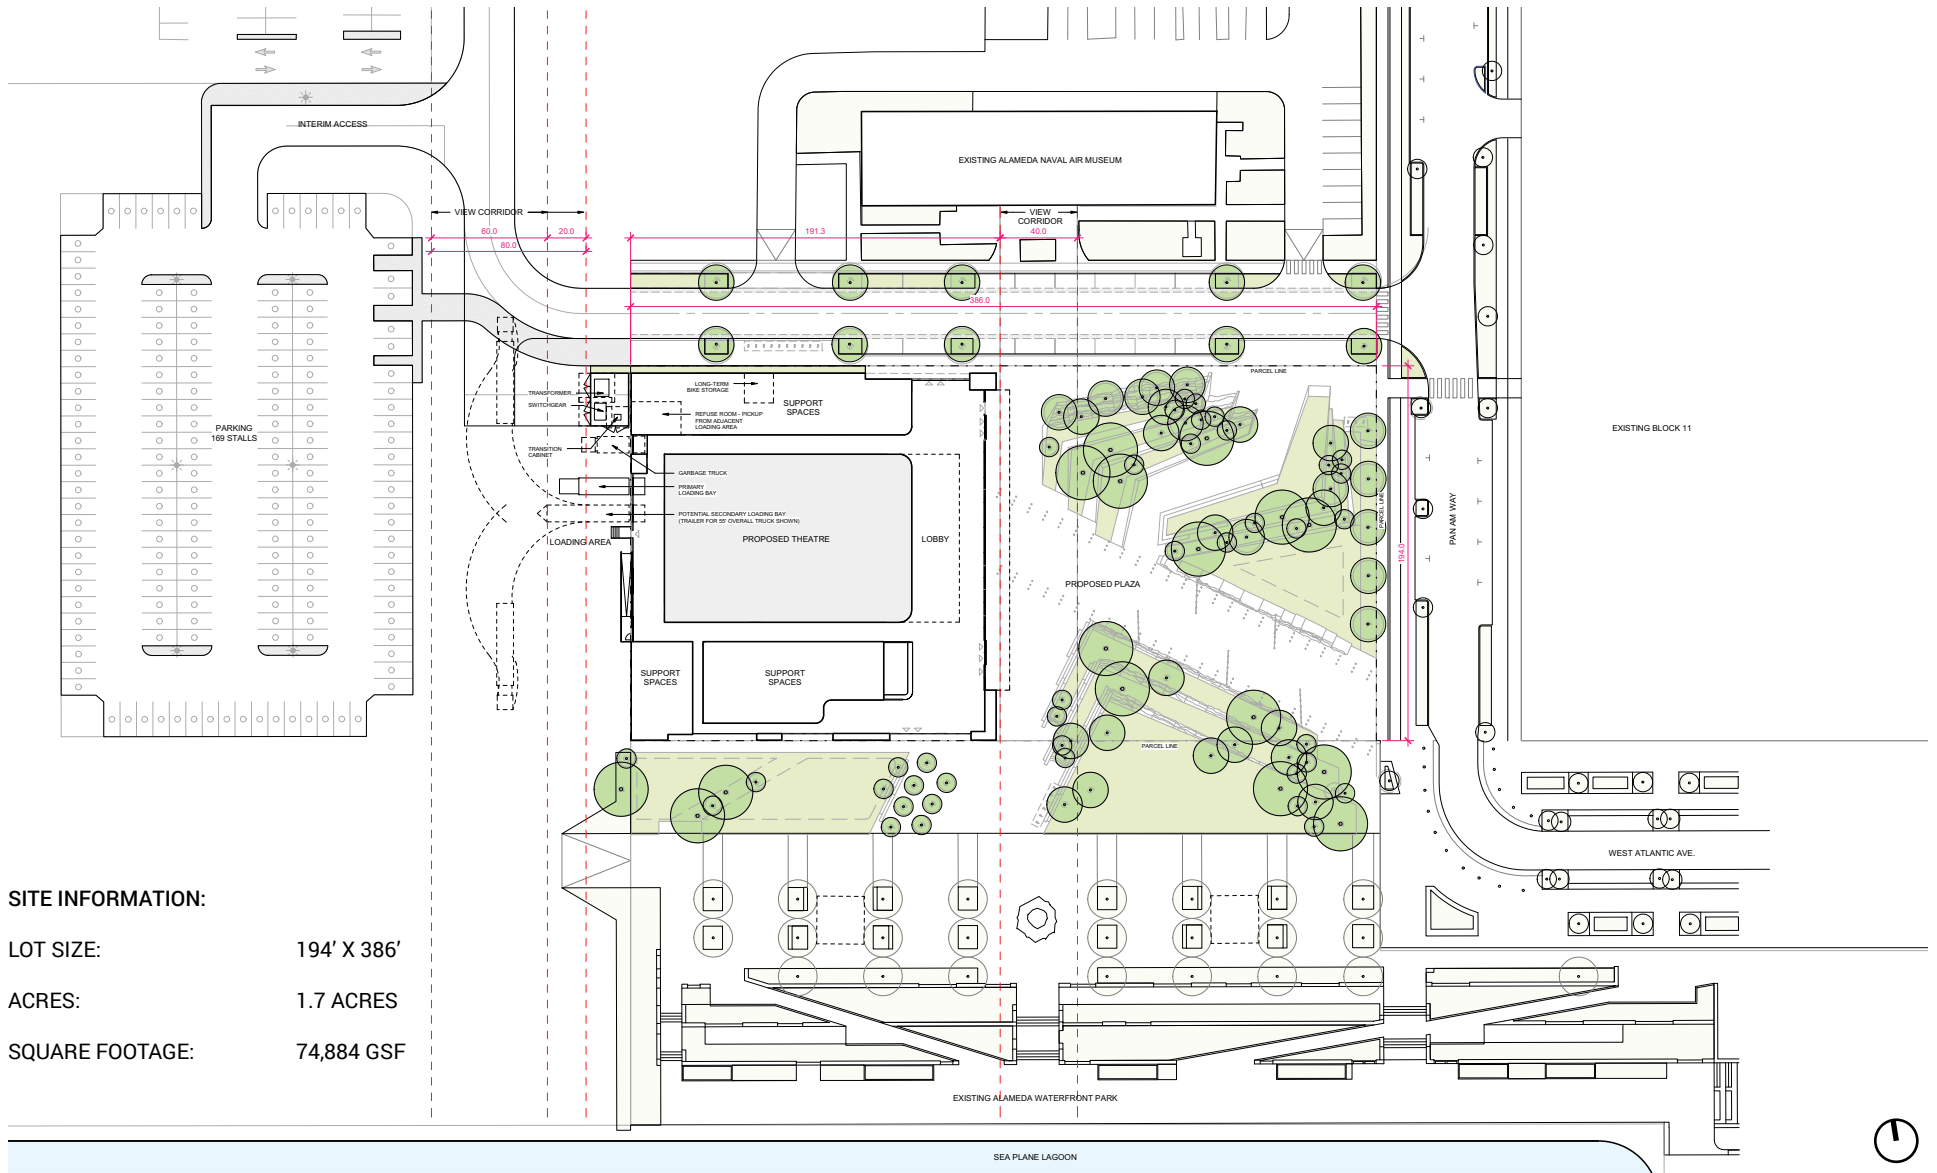 INTERIM ACCESS
EXISTING ALAMEDA NAVAL AIR MUSEUM
VIEW CORRIDOR
VIEW
CORRIDOR
60.0
20.0
80.0
191.3
40.0
386.0
PARCEL LINE
TRANSFORMER
SWITCHGEAR
TRANSITION
CABINET
LONG-TERM
BIKE STORAGE
SUPPORT
SPACES
REFUSE ROOM - PICKUP
FROM ADJACENT
LOADING AREA
PARKING
169 STALLS
EXISTING BLOCK 11
GARBAGE TRUCK
PRIMARY
LOADING BAY
POTENTIAL SECONDARY LOADING BAY
(TRAILER FOR 55' OVERALL TRUCK SHOWN)
LOADING AREA
PROPOSED THEATRE
LOBBY
PARCEL LINE
PAN AM WAY
194.0
PROPOSED PLAZA
SUPPORT
SPACES
SUPPORT
SPACES
PARCEL LINE
WEST ATLANTIC AVE.
SITE INFORMATION:
LOT SIZE: 194’ X 386’
ACRES: 1.7 ACRES
SQUARE FOOTAGE: 74,884 GSF
EXISTING ALAMEDA WATERFRONT PARK
SEA PLANE LAGOON